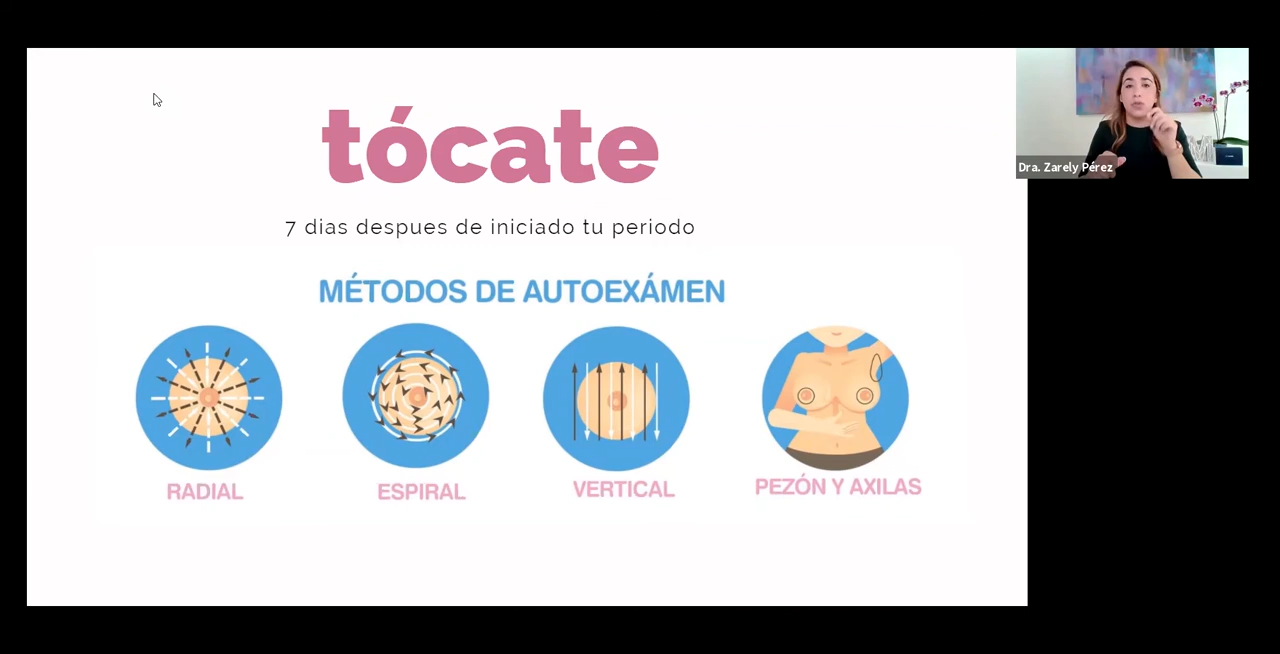 tócate
7 dias despues de iniciado tu periodo
MÉTODOS DE AUTOEXÁMEN
RADIAL
ESPIRAL
VERTICAL
PEZÓN Y AXILAS
Dra. Zarely Pérez